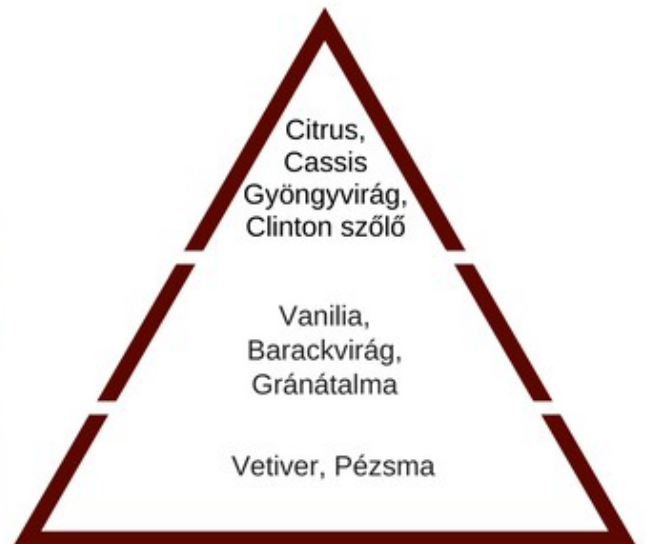 Citrus,
Cassis
Gyöngyvirág,
Clinton szőlő
Vanilia,
Barackvirág,
Gránátalma
Vetiver, Pézsma